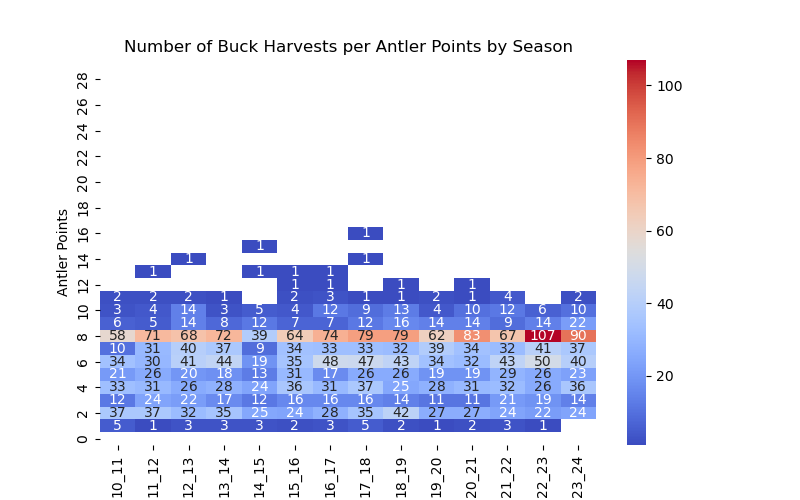 Number of Buck Harvests per Antler Points by Season
28
100
26
24
22
80
20
18
16 1 60
1
14 1 1
1 1 1 1
12 1 1 1 1
2 2 2 1 2 3 1 1 2 1 4 2 40
10 3 4 14 3 5 4 12 9 13 4 10 12 6 10
6 5 14 8 12 7 7 12 16 14 14 9 14 22
8 58 71 68 72 39 64 74 79 79 62 83 67 107 90
10 31 40 37 9 34 33 33 32 39 34 32 41 37
6 34 30 41 44 19 35 48 47 43 34 32 43 50 40
21 26 20 18 13 31 17 26 26 19 19 29 26 23 20
4 33 31 26 28 24 36 31 37 25 28 31 32 26 36
12 24 22 17 12 16 16 16 14 11 11 21 19 14
2 37 37 32 35 25 24 28 35 42 27 27 24 22 24
5 1 3 3 3 2 3 5 2 1 2 3 1
0
Antler Points
10_11 11_12 12_13 13_14 14_15 15_16 16_17 17_18 18_19 19_20 20_21 21_22 22_23 23_24